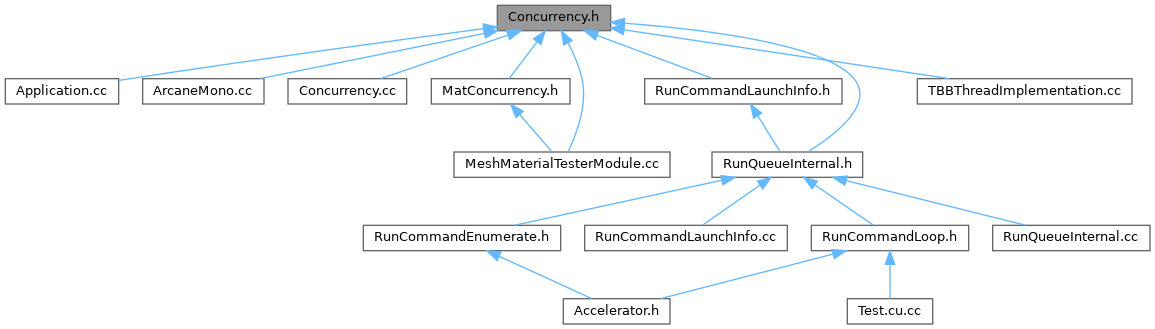 Concurrency.h
Application.cc
ArcaneMono.cc
Concurrency.cc
MatConcurrency.h
RunCommandLaunchInfo.h
TBBThreadImplementation.cc
MeshMaterialTesterModule.cc
RunQueueInternal.h
RunCommandEnumerate.h
RunCommandLaunchInfo.cc
RunCommandLoop.h
RunQueueInternal.cc
Accelerator.h
Test.cu.cc